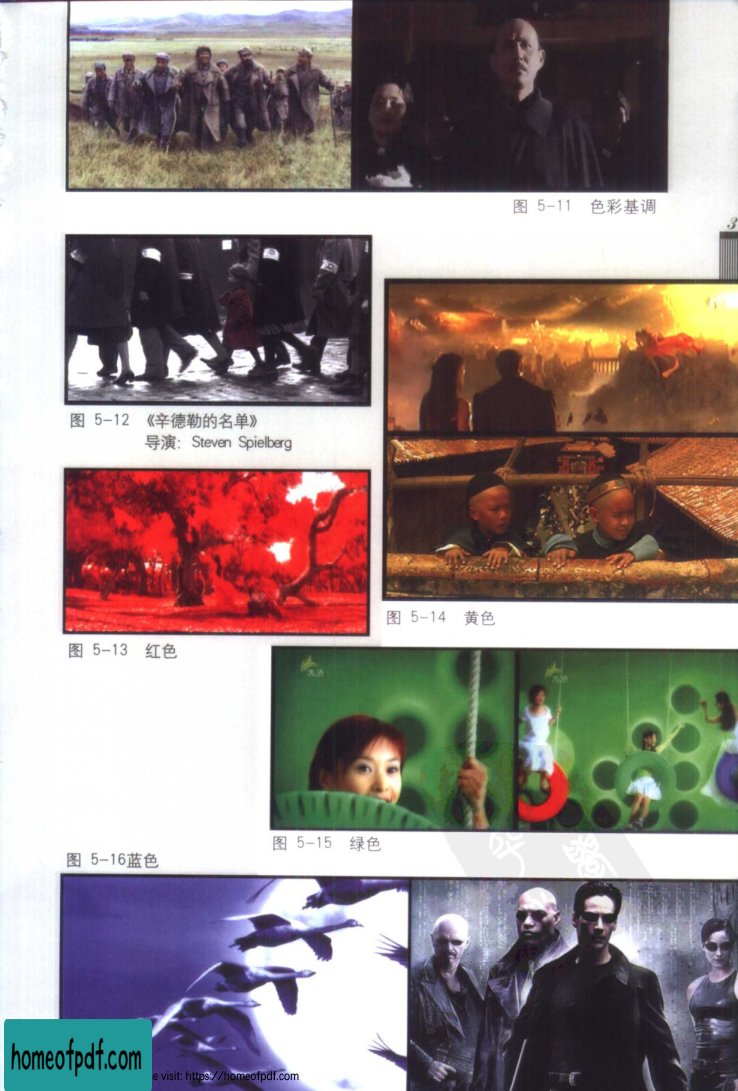 图 5-11 色彩基调
3
图 5-12 《辛德勒的名单》
导演: Steven Spielberg
图 5-13 红色
图 5-14 黄色
图 5-15 绿色
图 5-16蓝色
homeofpdf.com
e visit: https://homeofpdf.com